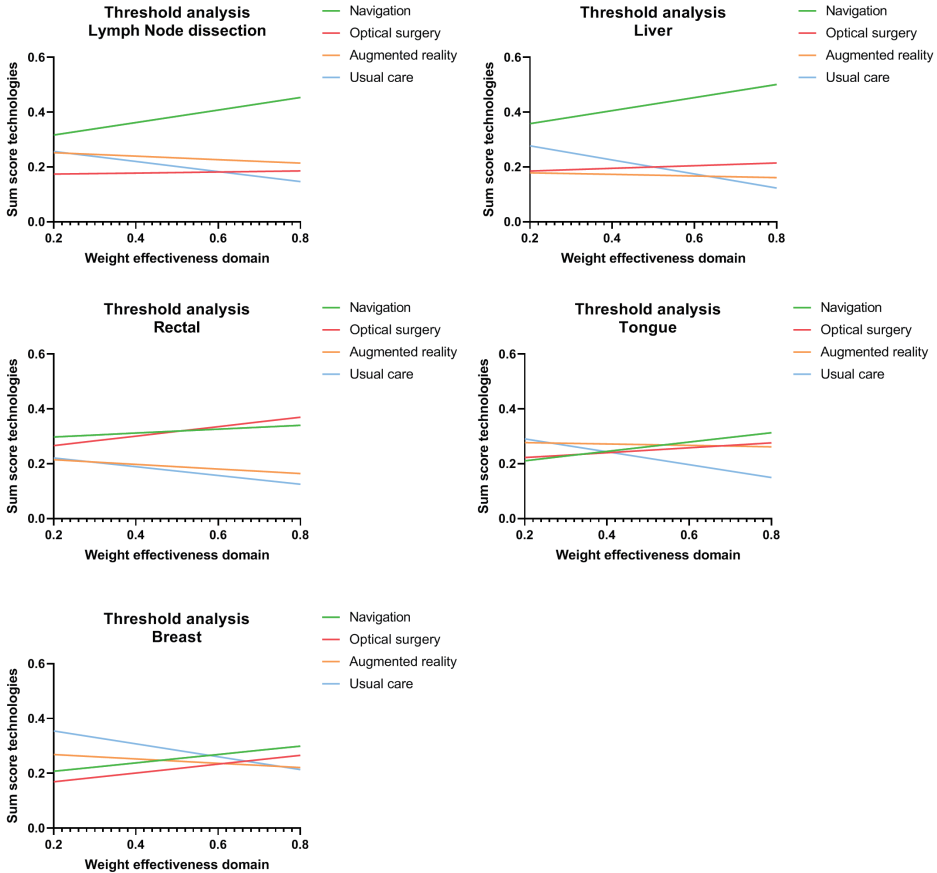 Threshold analysis
Lymph Node dissection
Navigation
Optical surgery
Augmented reality
Usual care
Sum score technologies
0.6
0.4
0.2
0.0
0.2
0.4
0.6
0.8
Weight effectiveness domain
Threshold analysis
Liver
Navigation
Optical surgery
Augmented reality
Usual care
Sum score technologies
0.6
0.4
0.2
0.0
0.2
0.4
0.6
0.8
Weight effectiveness domain
Threshold analysis
Rectal
Navigation
Optical surgery
Augmented reality
Usual care
Sum score technologies
0.6
0.4
0.2
0.0
0.2
0.4
0.6
0.8
Weight effectiveness domain
Threshold analysis
Tongue
Navigation
Optical surgery
Augmented reality
Usual care
Sum score technologies
0.6
0.4
0.2
0.0
0.2
0.4
0.6
0.8
Weight effectiveness domain
Threshold analysis
Breast
Navigation
Optical surgery
Augmented reality
Usual care
Sum score technologies
0.6
0.4
0.2
0.0
0.2
0.4
0.6
0.8
Weight effectiveness domain